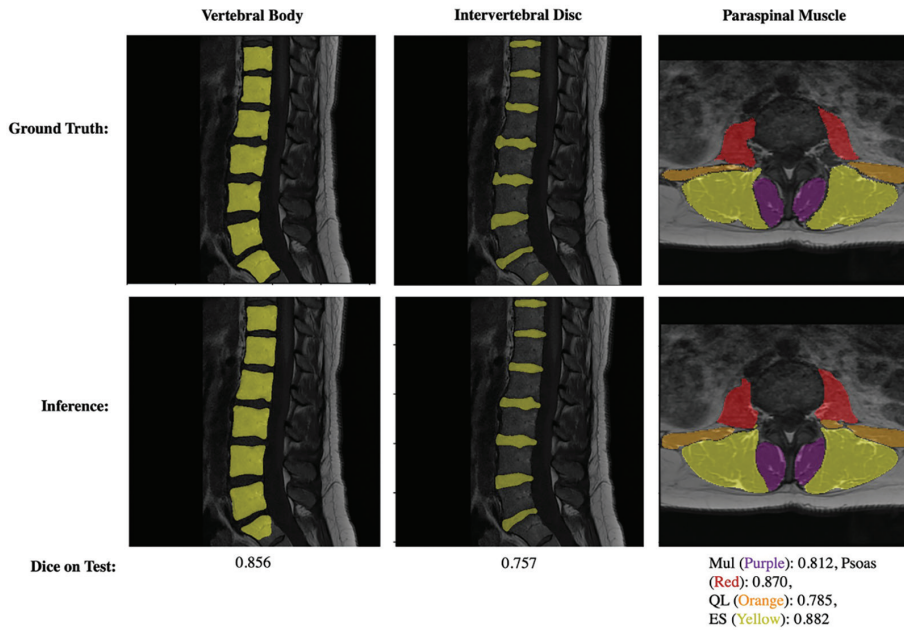 Vertebral Body
Intervertebral Disc
Paraspinal Muscle
Ground Truth:
Inference:
Dice on Test:
0.856
0.757
Mul (Purple): 0.812, Psoas
(Red): 0.870,
QL (Orange): 0.785,
ES (Yellow): 0.882